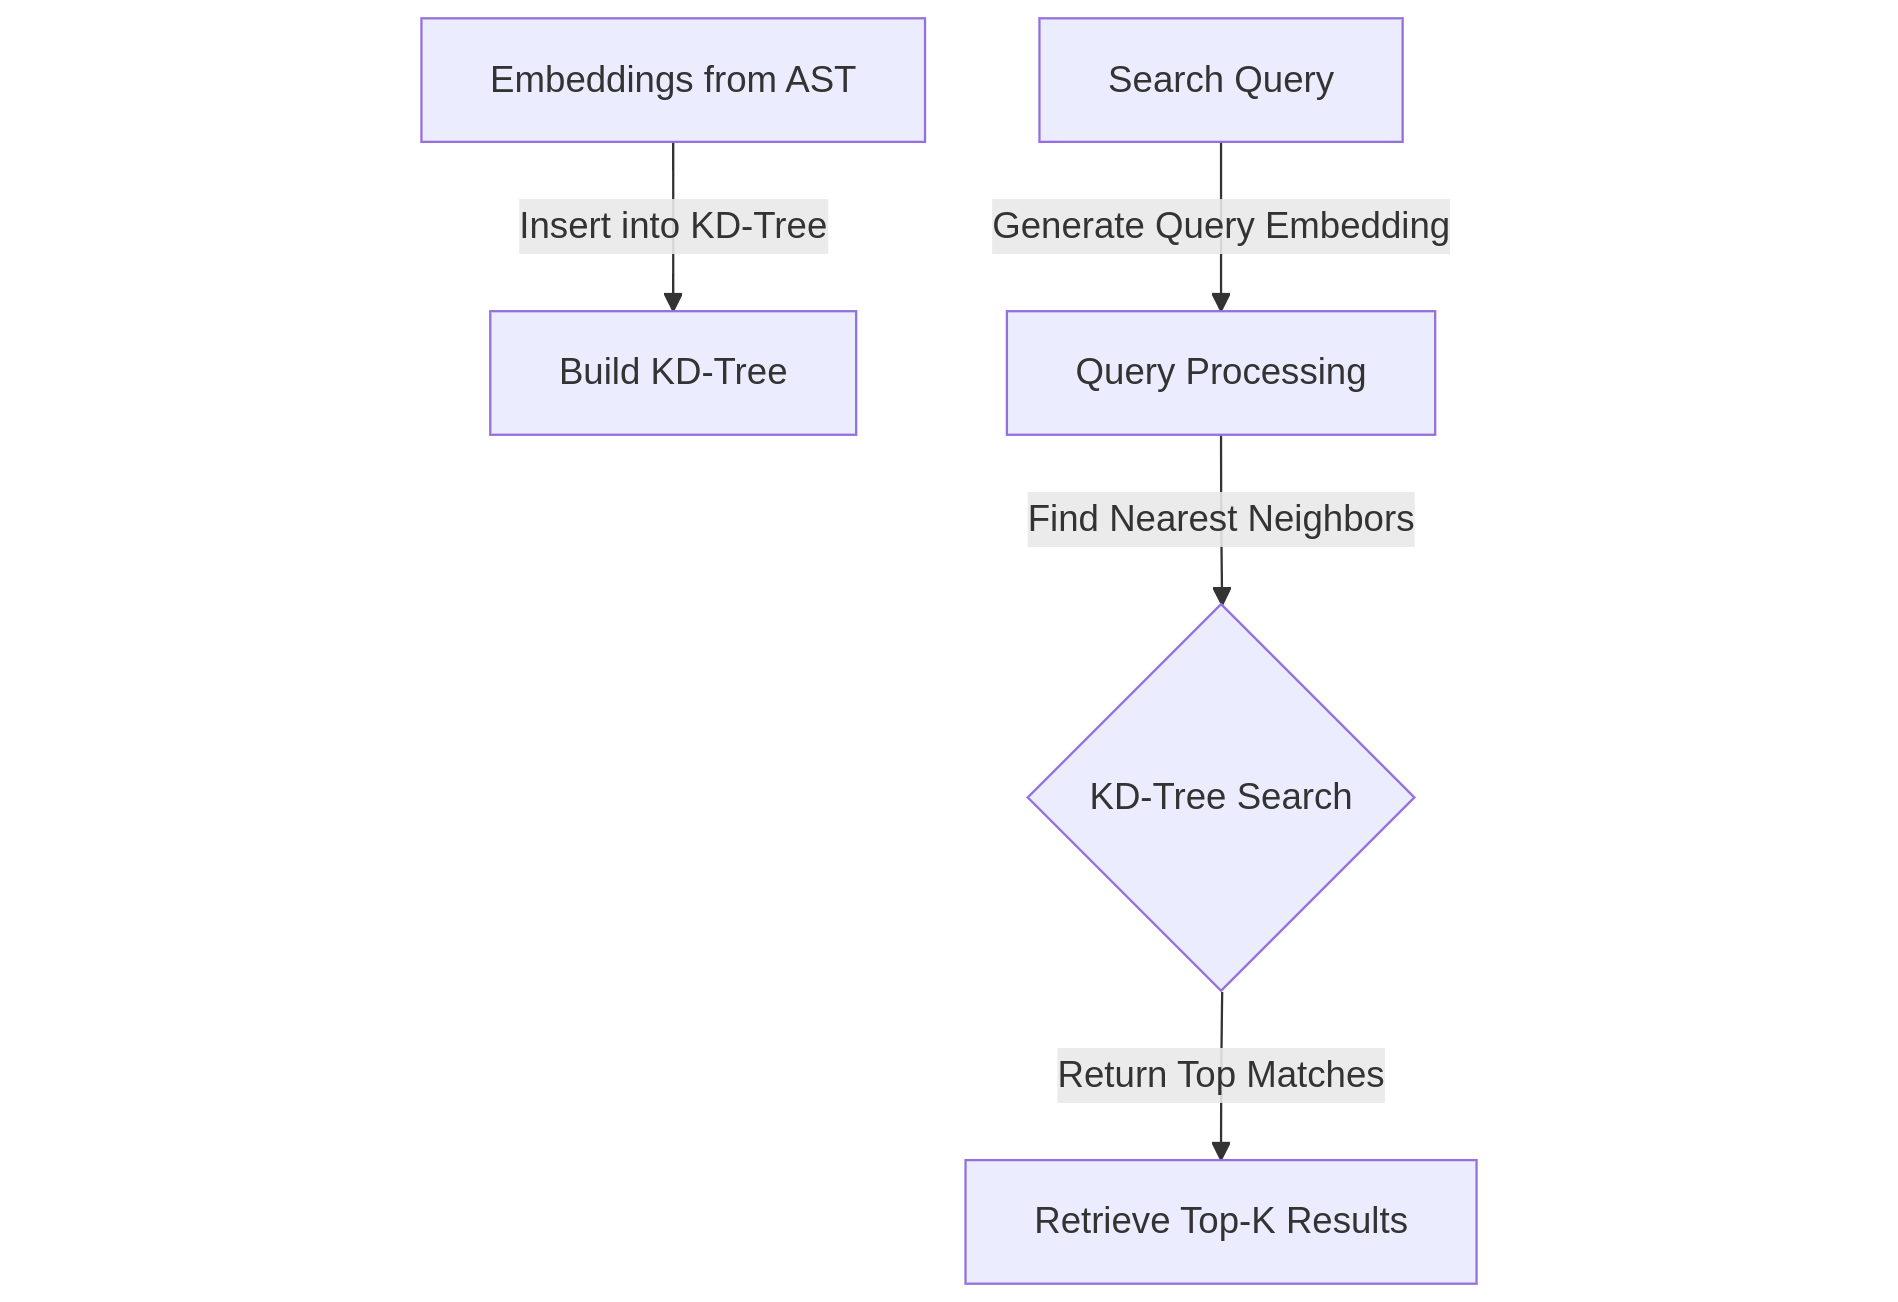 Embeddings from AST
Search Query
Insert into KD-Tree
Generate Query Embedding
Build KD-Tree
Query Processing
Find Nearest Neighbors
KD-Tree Search
Return Top Matches
Retrieve Top-K Results